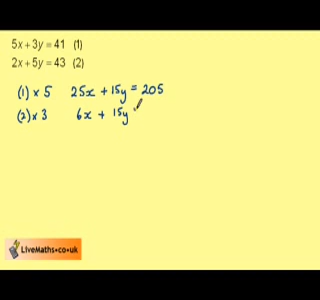 5x + 3y = 41 (1)
2x + 5y = 43 (2)
(1) x 5 25x + 15y = 205
(2) x 3 6x + 15y
LiveMaths•co•uk